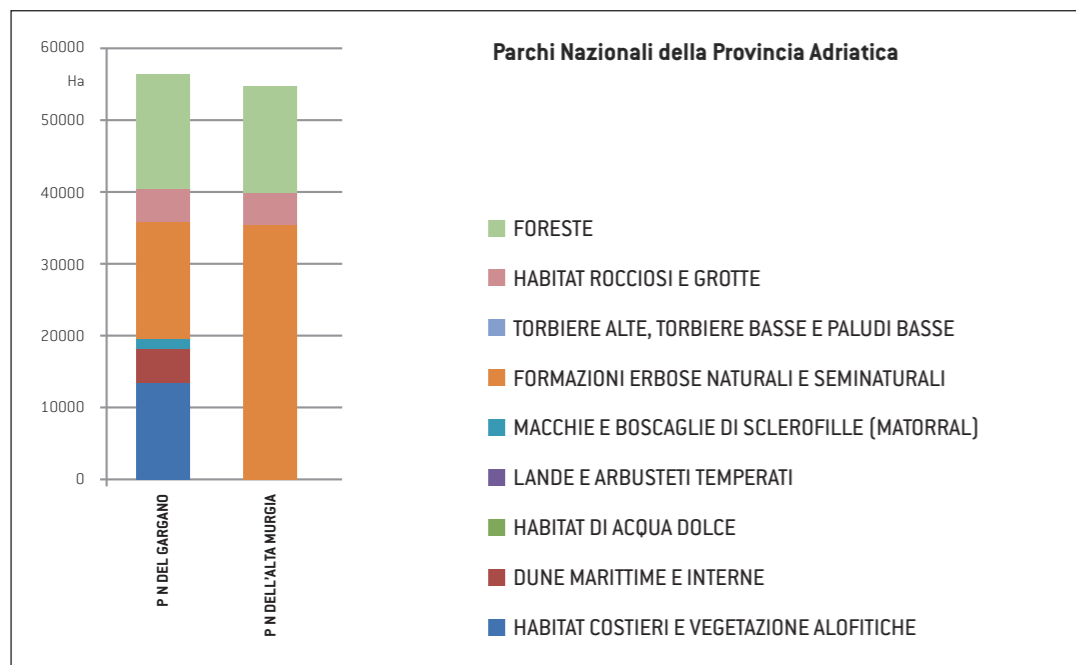 Parchi Nazionali della Provincia Adriatica
60000
Ha
50000
40000
30000
20000
10000
0
P N DEL GARGANO
P N DELL'ALTA MURGIA
FORESTE
HABITAT ROCCIOSI E GROTTE
TORBIERE ALTE, TORBIERE BASSE E PALUDI BASSE
FORMAZIONI ERBOSE NATURALI E SEMINATURALI
MACCHIE E BOSCAGLIE DI SCLEROFILLE (MATORRAL)
LANDE E ARBUSTETI TEMPERATI
HABITAT DI ACQUA DOLCE
DUNE MARITTIME E INTERNE
HABITAT COSTIERI E VEGETAZIONE ALOFITICHE